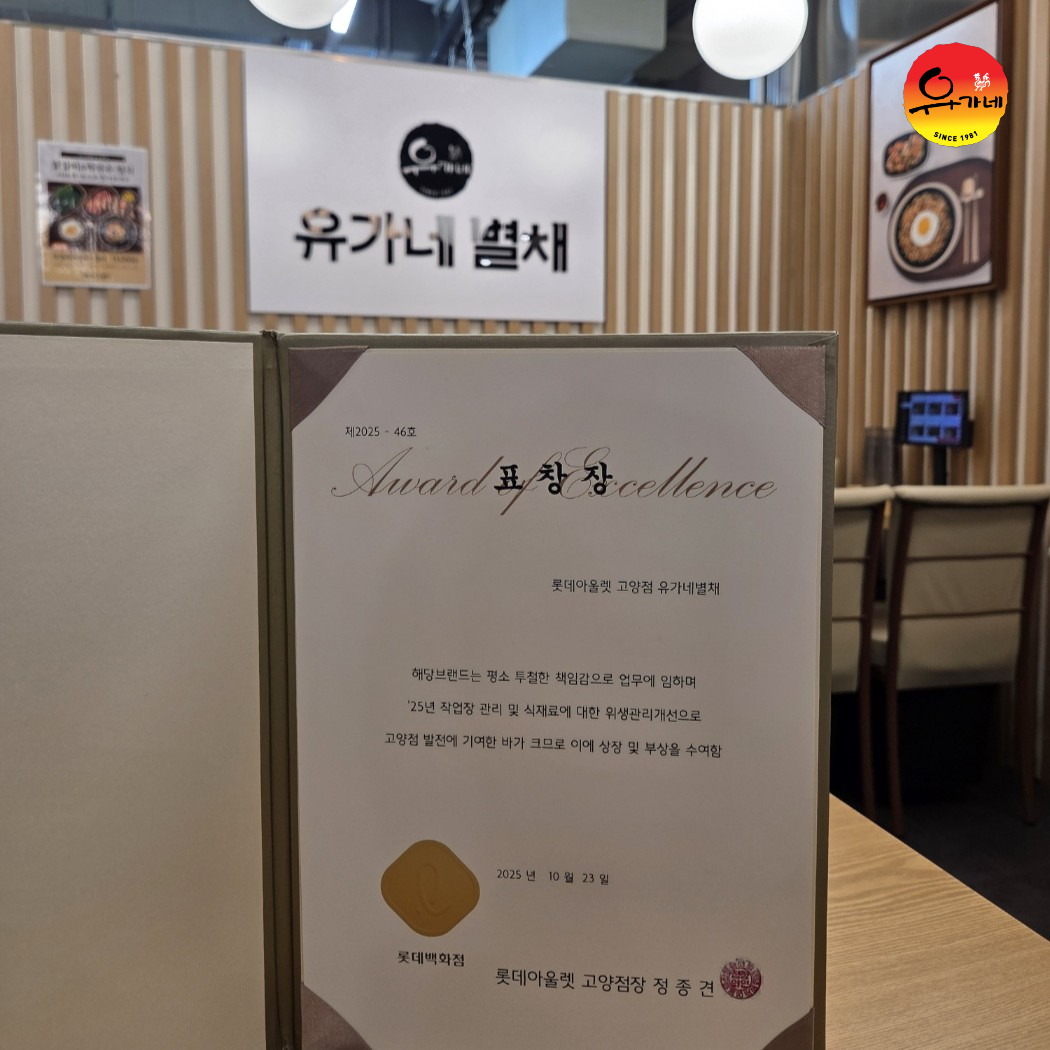 유가네
SINCE 1981
유가네
유가네 별채
제2025 - 46호
Award of Excellence
표 창 장
롯데아울렛 고양점 유가네별채
해당브랜드는 평소 투철한 책임감으로 업무에 임하며
'25년 작업장 관리 및 식재료에 대한 위생관리개선으로
고양점 발전에 기여한 바가 크므로 이에 상장 및 부상을 수여함
2025 년 10 월 23 일
롯데백화점
롯데아울렛 고양점장 정 종 견